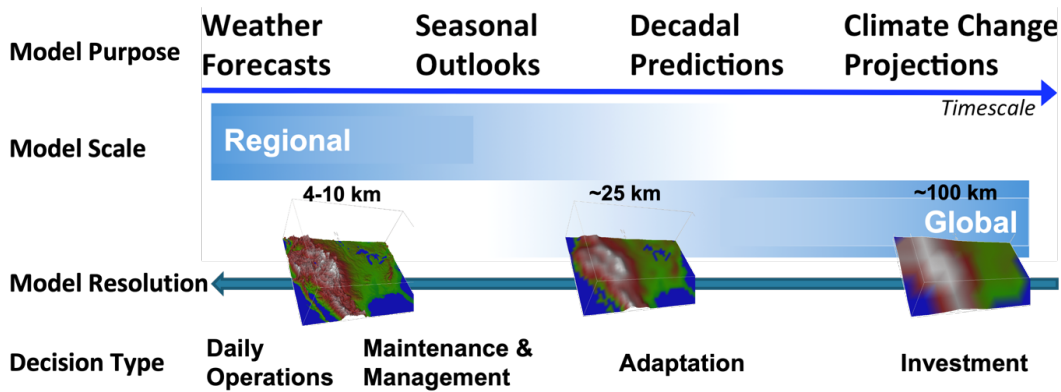 Model Purpose
Weather Forecasts
Seasonal Outlooks
Decadal Predictions
Climate Change Projections
Timescale
Model Scale
Regional
4-10 km
~25 km
~100 km
Global
Model Resolution
Decision Type
Daily Operations
Maintenance & Management
Adaptation
Investment